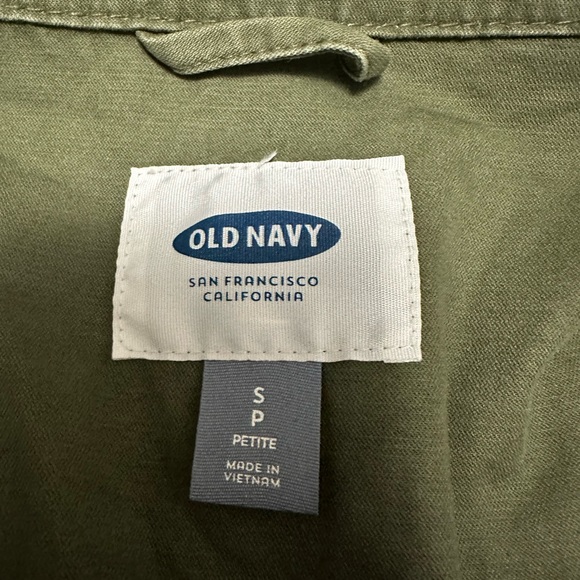 OLD NAVY
SAN FRANCISCO
CALIFORNIA
S
P
PETITE
MADE IN
VIETNAM